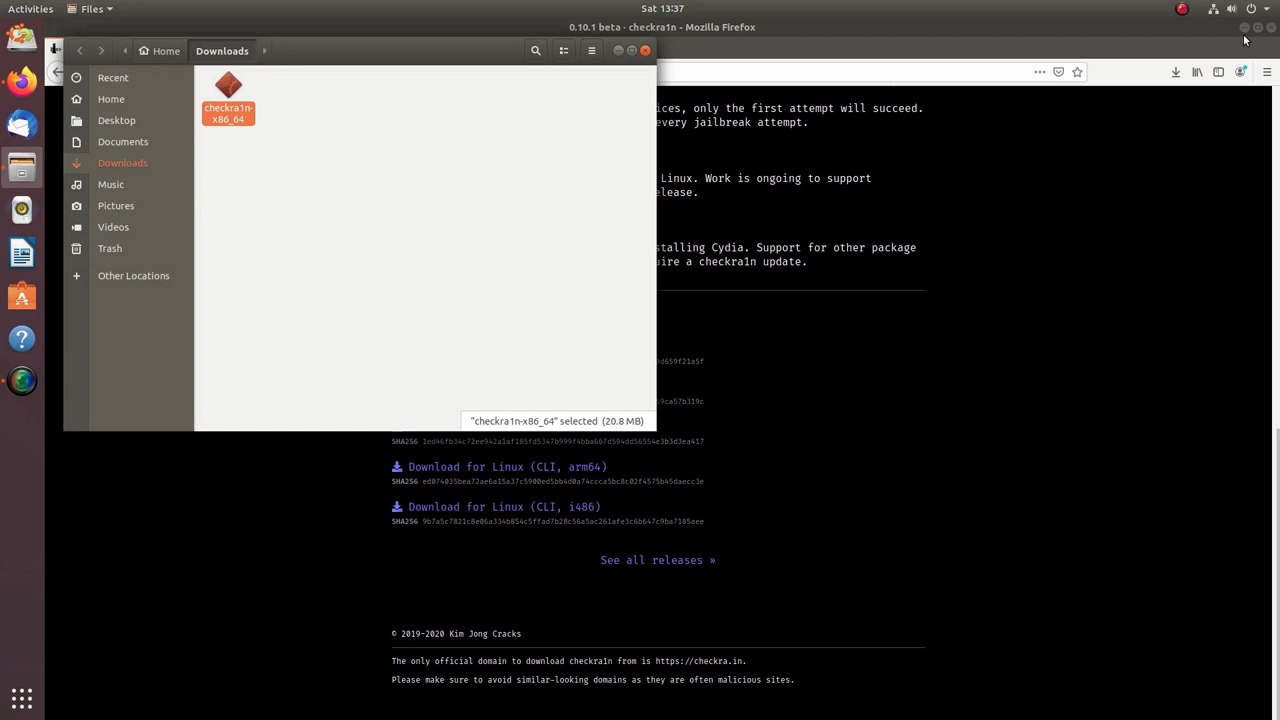 Activities
Files
Sat 13:37
0.10.1 beta · checkra1n - Mozilla Firefox
Home
Downloads
Recent
Home
Desktop
Documents
Downloads
Music
Pictures
Videos
Trash
Other Locations
checkra1n-
x86_64
"checkra1n-x86_64" selected (20.8 MB)
ices, only the first attempt will succeed.
every jailbreak attempt.
Linux. Work is ongoing to support
elease.
stalling Cydia. Support for other package
uire a checkra1n update.
9d659f21a5f
59ca57b319c
SHA256 1ed46fb34c72ee942a1af185fd5347b999f4bba667d594dd56554e3b3d3ea417
Download for Linux (CLI, arm64)
SHA256 ed074035bea72ae6a15a37c5900ed5bb4d0a74ccca5bc8c02f4575b45daecc3e
Download for Linux (CLI, i486)
SHA256 9b7a5c7821c8e06a334b854c5ffad7b28c56a5ac261afe3c6b647c9ba7185aee
See all releases »
© 2019-2020 Kim Jong Cracks
The only official domain to download checkra1n from is https://checkra.in.
Please make sure to avoid similar-looking domains as they are often malicious sites.